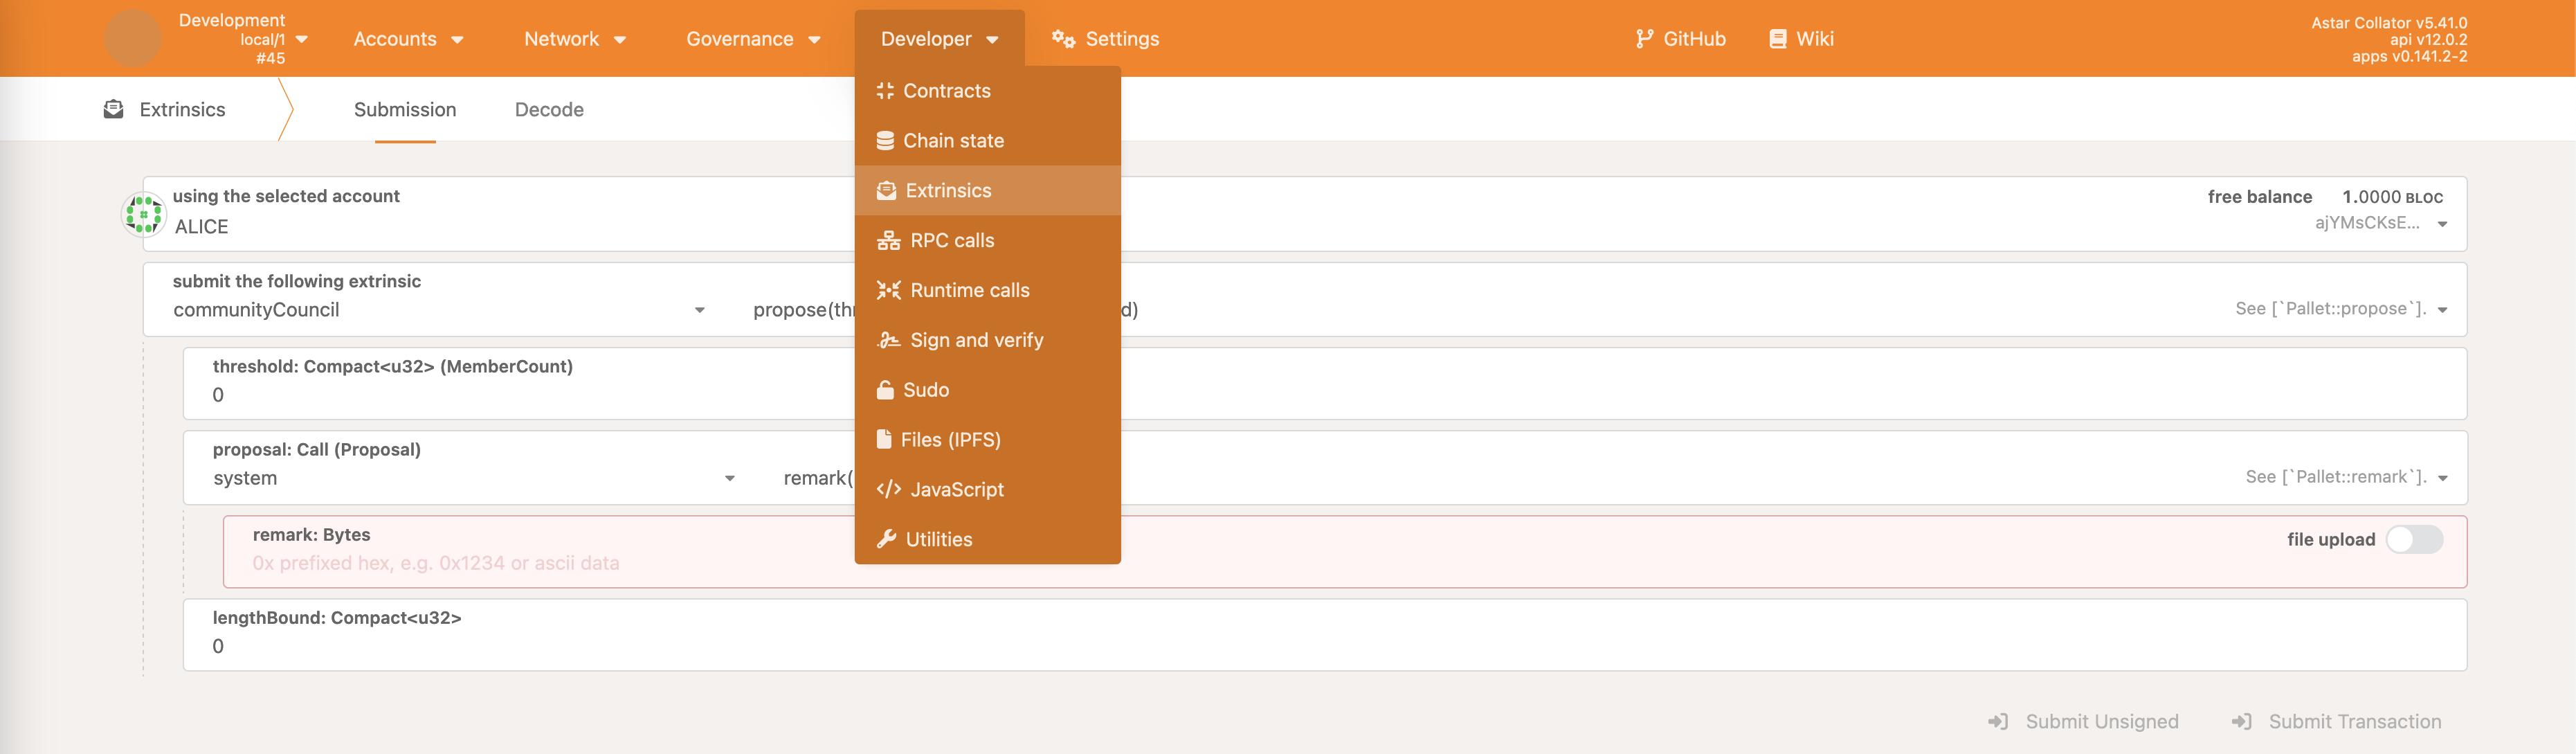 Development
local/1
#45
Accounts
Network
Governance
Developer
Settings
GitHub
Wiki
Astar Collator v5.41.0
api v12.0.2
apps v0.141.2-2
Extrinsics
Submission
Decode
Contracts
Chain state
Extrinsics
RPC calls
Runtime calls
Sign and verify
Sudo
Files (IPFS)
JavaScript
Utilities
using the selected account
ALICE
free balance 1.0000 BLOC
ajYMsCKsE...
submit the following extrinsic
communityCouncil
propose(thr
d)
See [`Pallet::propose`].
threshold: Compact<u32> (MemberCount)
0
proposal: Call (Proposal)
system
remark(
See [`Pallet::remark`].
remark: Bytes
0x prefixed hex, e.g. 0x1234 or ascii data
file upload
lengthBound: Compact<u32>
0
Submit Unsigned
Submit Transaction